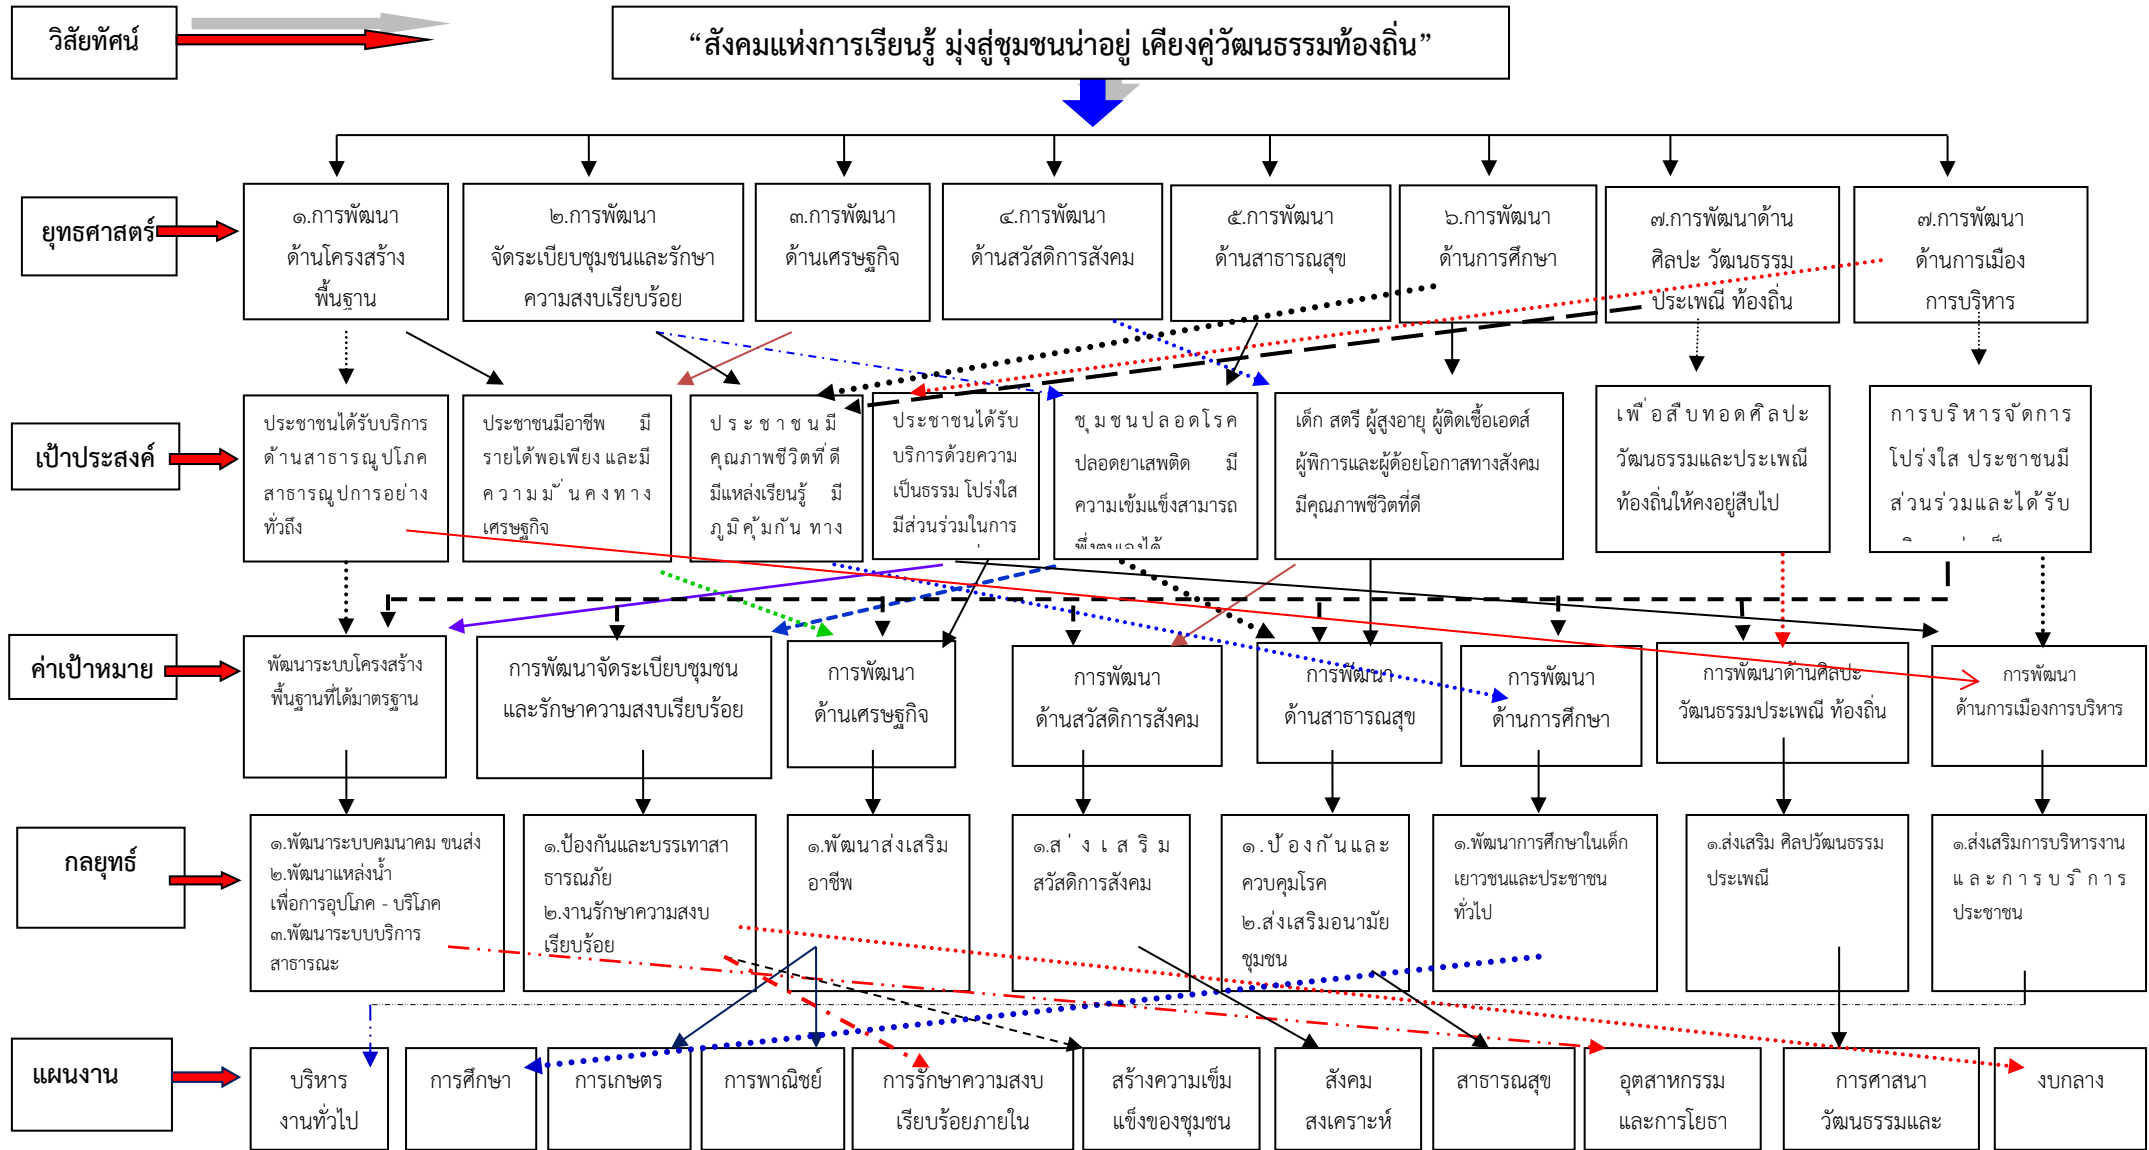 วิสัยทัศน์
“สังคมแห่งการเรียนรู้ มุ่งสู่ชุมชนน่าอยู่ เคียงคู่วัฒนธรรมท้องถิ่น”
ยุทธศาสตร์
๑.การพัฒนา
ด้านโครงสร้าง
พื้นฐาน
๒.การพัฒนา
จัดระเบียบชุมชนและรักษา
ความสงบเรียบร้อย
๓.การพัฒนา
ด้านเศรษฐกิจ
๔.การพัฒนา
ด้านสวัสดิการสังคม
๕.การพัฒนา
ด้านสาธารณสุข
๖.การพัฒนา
ด้านการศึกษา
๗.การพัฒนาด้าน
ศิลปะ วัฒนธรรม
ประเพณี ท้องถิ่น
๗.การพัฒนา
ด้านการเมือง
การบริหาร
เป้าประสงค์
ประชาชนได้รับบริการ
ด้านสาธารณูปโภค
สาธารณูปการอย่าง
ทั่วถึง
ประชาชนมีอาชีพ มี
รายได้พอเพียง และมี
ความมั่นคงทาง
เศรษฐกิจ
ประชาชนมี
คุณภาพชีวิตที่ดี
มีแหล่งเรียนรู้ มี
ภูมิคุ้มกัน ทาง
ประชาชนได้รับ
บริการด้วยความ
เป็นธรรม โปร่งใส
มีส่วนร่วมในการ
ชุมชนปลอดโรค
ปลอดยาเสพติด มี
ความเข้มแข็งสามารถ
พึ่งตนเองได้
เด็ก สตรี ผู้สูงอายุ ผู้ติดเชื้อเอดส์
ผู้พิการและผู้ด้อยโอกาสทางสังคม
มีคุณภาพชีวิตที่ดี
เพื่อสืบทอดศิลปะ
วัฒนธรรมและประเพณี
ท้องถิ่นให้คงอยู่สืบไป
การบริหารจัดการ
โปร่งใส ประชาชนมี
ส่วนร่วมและได้รับ
ค่าเป้าหมาย
พัฒนาระบบโครงสร้าง
พื้นฐานที่ได้มาตรฐาน
การพัฒนาจัดระเบียบชุมชน
และรักษาความสงบเรียบร้อย
การพัฒนา
ด้านเศรษฐกิจ
การพัฒนา
ด้านสวัสดิการสังคม
การพัฒนา
ด้านสาธารณสุข
การพัฒนา
ด้านการศึกษา
การพัฒนาด้านศิลปะ
วัฒนธรรมประเพณี ท้องถิ่น
การพัฒนา
ด้านการเมืองการบริหาร
กลยุทธ์
๑.พัฒนาระบบคมนาคม ขนส่ง
๒.พัฒนาแหล่งน้ำ
เพื่อการอุปโภค - บริโภค
๓.พัฒนาระบบบริการ
สาธารณะ
๑.ป้องกันและบรรเทาสา
ธารณภัย
๒.งานรักษาความสงบ
เรียบร้อย
๑.พัฒนาส่งเสริม
อาชีพ
๑.ส่งเสริม
สวัสดิการสังคม
๑.ป้องกันและ
ควบคุมโรค
๒.ส่งเสริมอนามัย
ชุมชน
๑.พัฒนาการศึกษาในเด็ก
เยาวชนและประชาชน
ทั่วไป
๑.ส่งเสริม ศิลปวัฒนธรรม
ประเพณี
๑.ส่งเสริมการบริหารงาน
และการบริการ
ประชาชน
แผนงาน
บริหาร
งานทั่วไป
การศึกษา
การเกษตร
การพาณิชย์
การรักษาความสงบ
เรียบร้อยภายใน
สร้างความเข็ม
แข็งของชุมชน
สังคม
สงเคราะห์
สาธารณสุข
อุตสาหกรรม
และการโยธา
การศาสนา
วัฒนธรรมและ
งบกลาง